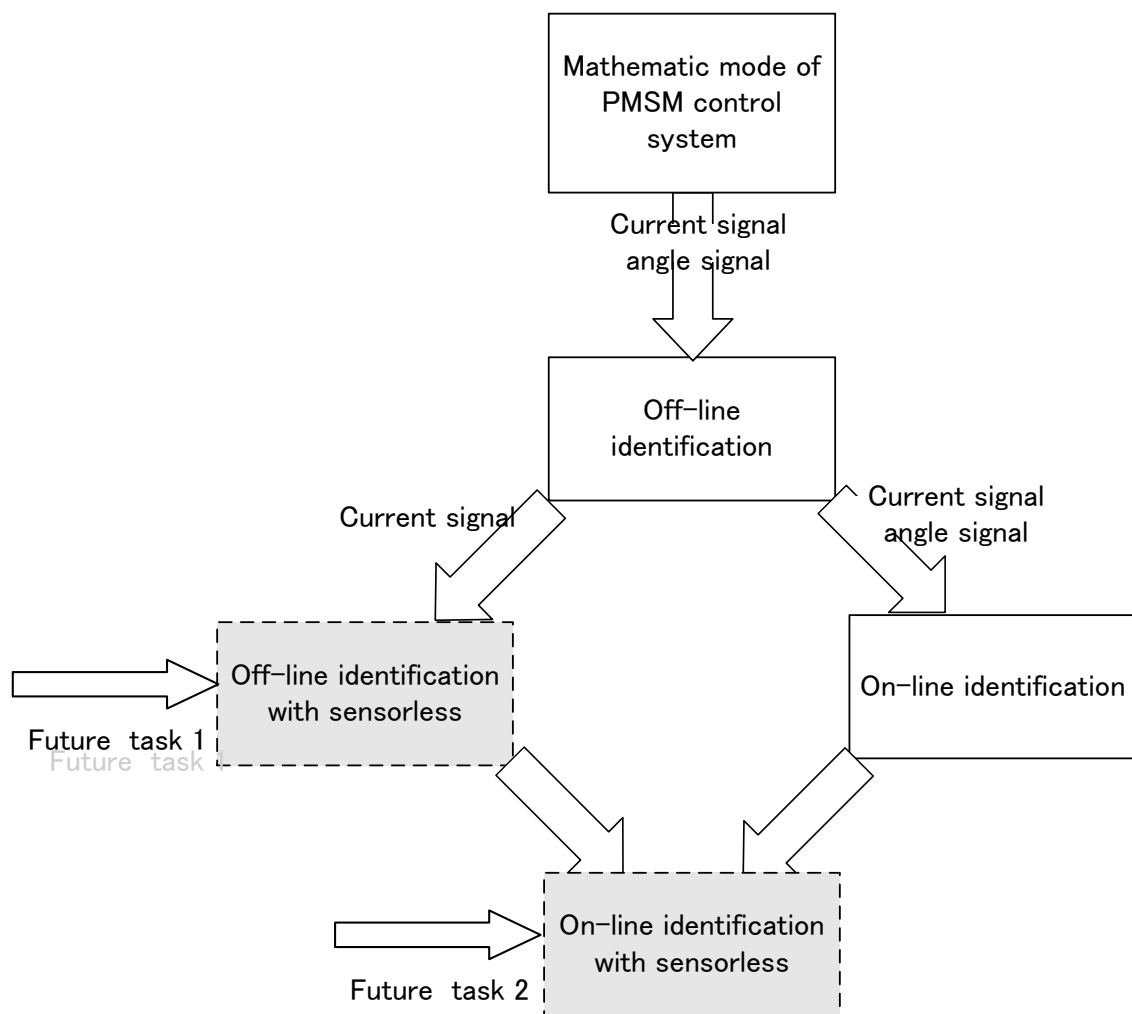 Mathematic mode of
PMSM control
system
Current signal
angle signal
Off-line
identification
Current signal
Current signal
angle signal
Off-line identification
with sensorless
On-line identification
Future task 1
Future task 1
On-line identification
with sensorless
Future task 2